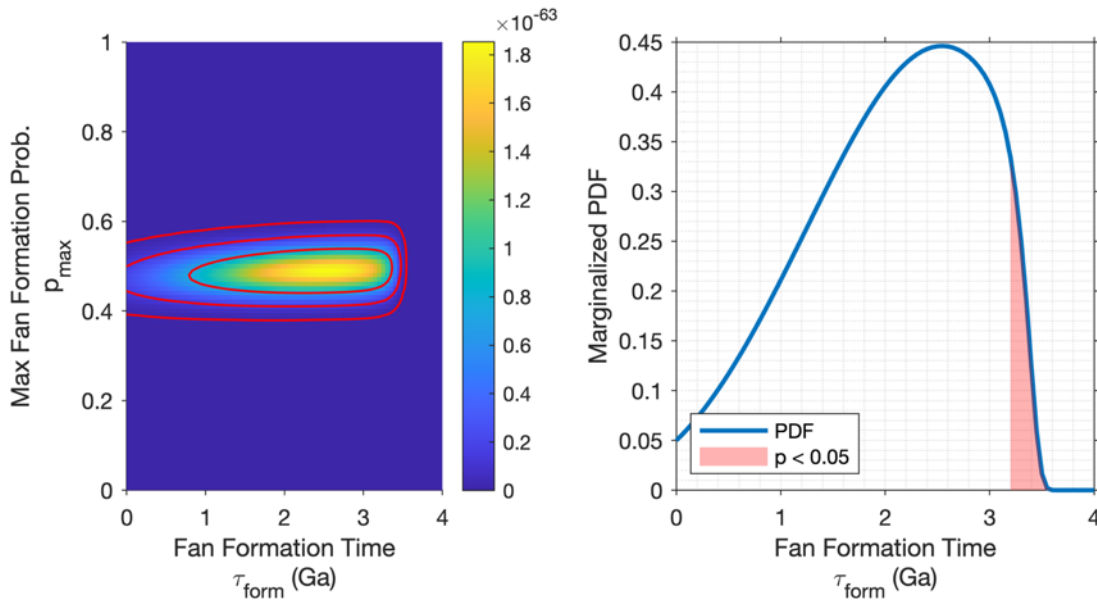 ×10⁻⁶³
Max Fan Formation Prob.
p_max
1
0.8
0.6
0.4
0.2
0
0 1 2 3 4
Fan Formation Time
τ_form (Ga)
1.8
1.6
1.4
1.2
1
0.8
0.6
0.4
0.2
0
Marginalized PDF
0.45
0.4
0.35
0.3
0.25
0.2
0.15
0.1
0.05
0
PDF
p < 0.05
0 1 2 3 4
Fan Formation Time
τ_form (Ga)